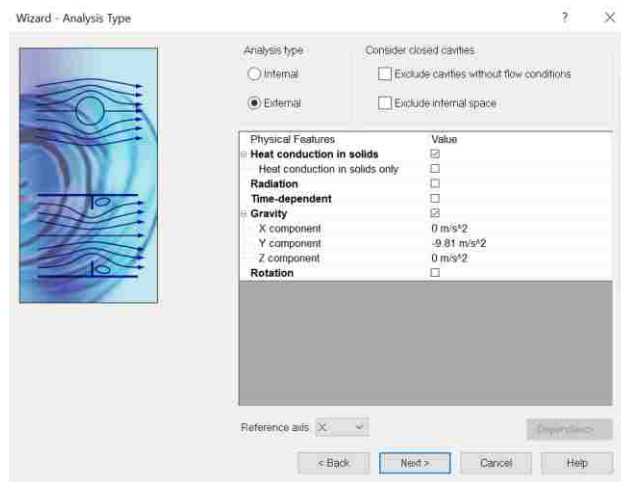 Wizard - Analysis Type
?
Analysis type
Consider closed cavities
Internal
Exclude cavities without flow conditions
External
Exclude internal space
Physical Features Value
Heat conduction in solids
Heat conduction in solids only
Radiation
Time-dependent
Gravity
X component 0 m/s^2
Y component -9.81 m/s^2
Z component 0 m/s^2
Rotation
Reference axis X
Dependency
< Back Next > Cancel Help